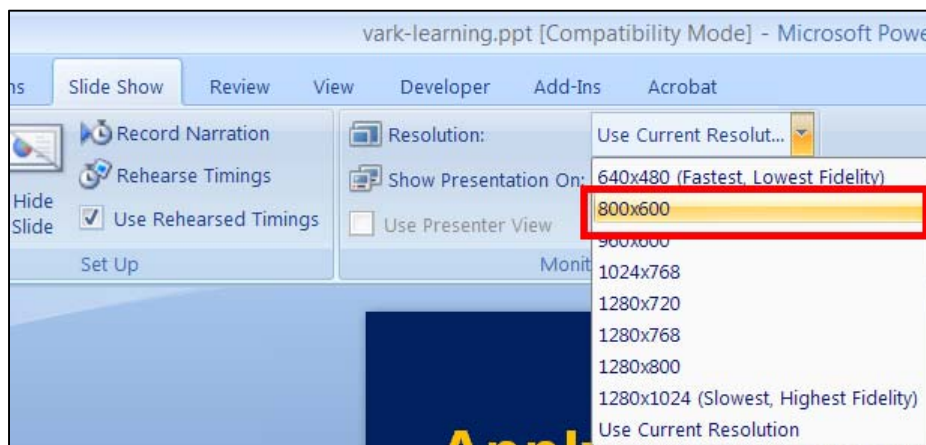 vark-learning.ppt [Compatibility Mode] - Microsoft Powe
ns Slide Show Review View Developer Add-Ins Acrobat
Record Narration
Rehearse Timings
Use Rehearsed Timings
Hide
Slide
Set Up
Resolution: Use Current Resolut...
Show Presentation On:
Use Presenter View
Monit
640x480 (Fastest, Lowest Fidelity)
800x600
960x600
1024x768
1280x720
1280x768
1280x800
1280x1024 (Slowest, Highest Fidelity)
Use Current Resolution